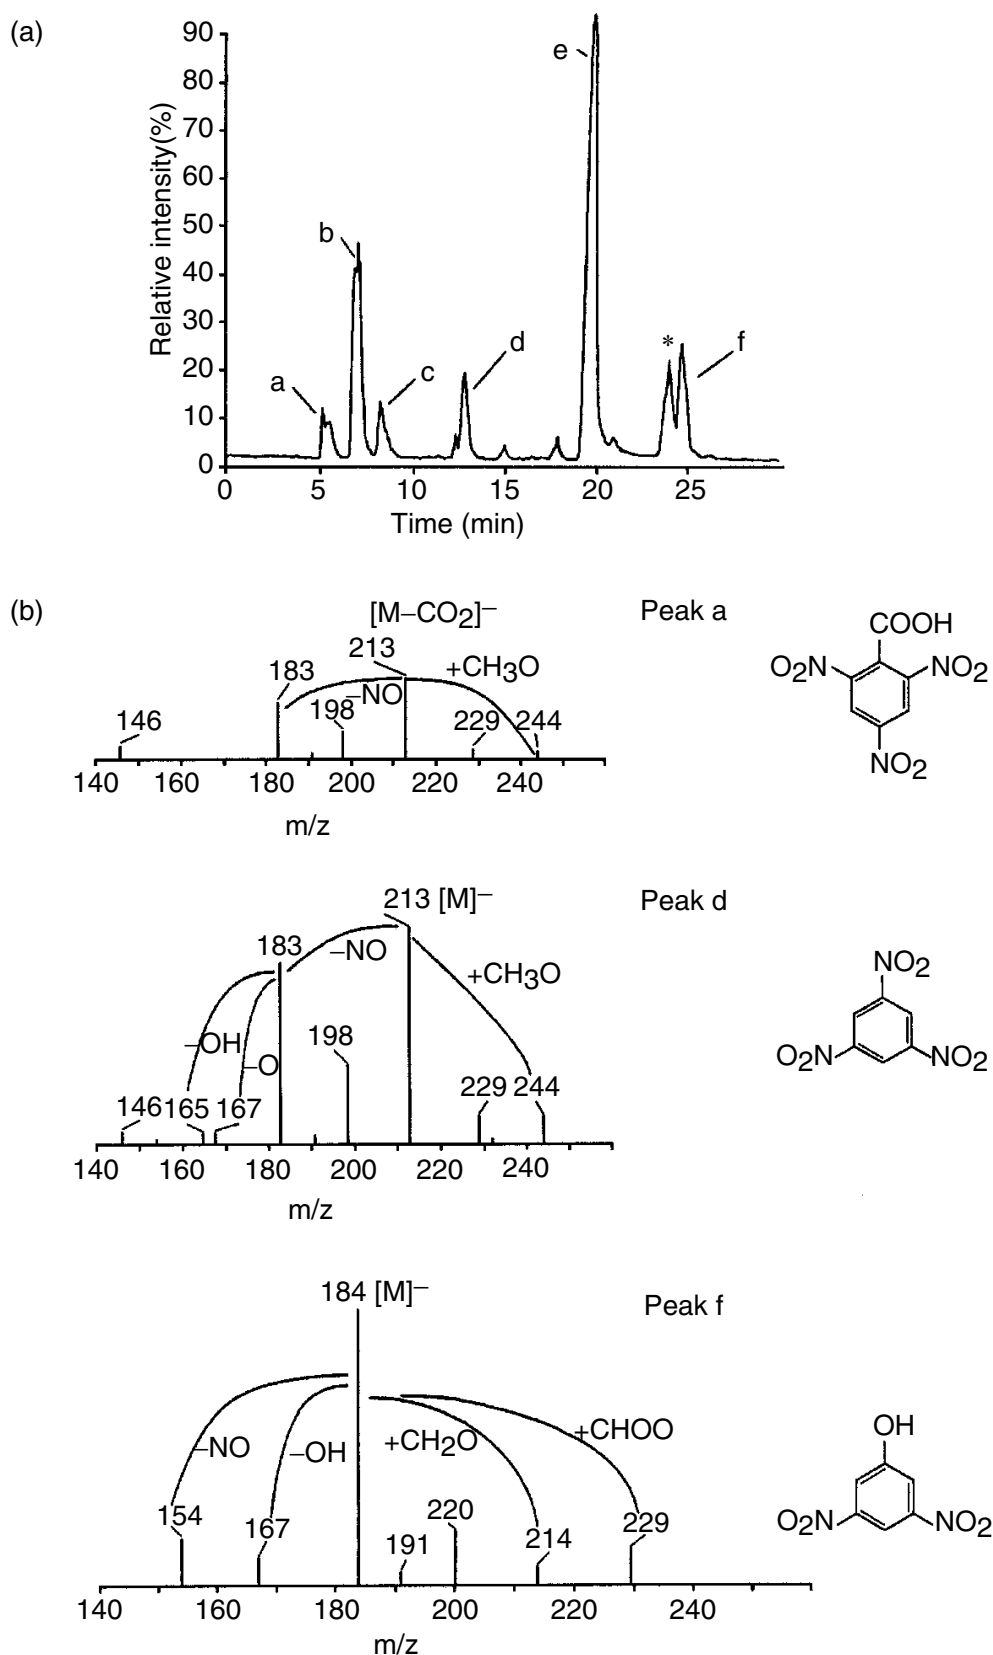 (a)
90
80
70
60
50
40
30
20
10
0
Relative intensity(%)
a
b
c
d
e
*
f
0 5 10 15 20 25
Time (min)
(b)
[M–CO2]–
Peak a
213
+CH3O
183
–NO
198
146
229 244
140 160 200 220 240
m/z
COOH
O2N NO2
NO2
213 [M]–
Peak d
183
–NO
+CH3O
–OH
–O
198
229 244
146 165 167
140 160 180 200 220 240
m/z
NO2
O2N NO2
184 [M]–
Peak f
–NO
–OH
+CH2O
+CHOO
154
167
191
220
214
229
140 160 180 200 220 240
m/z
OH
O2N NO2